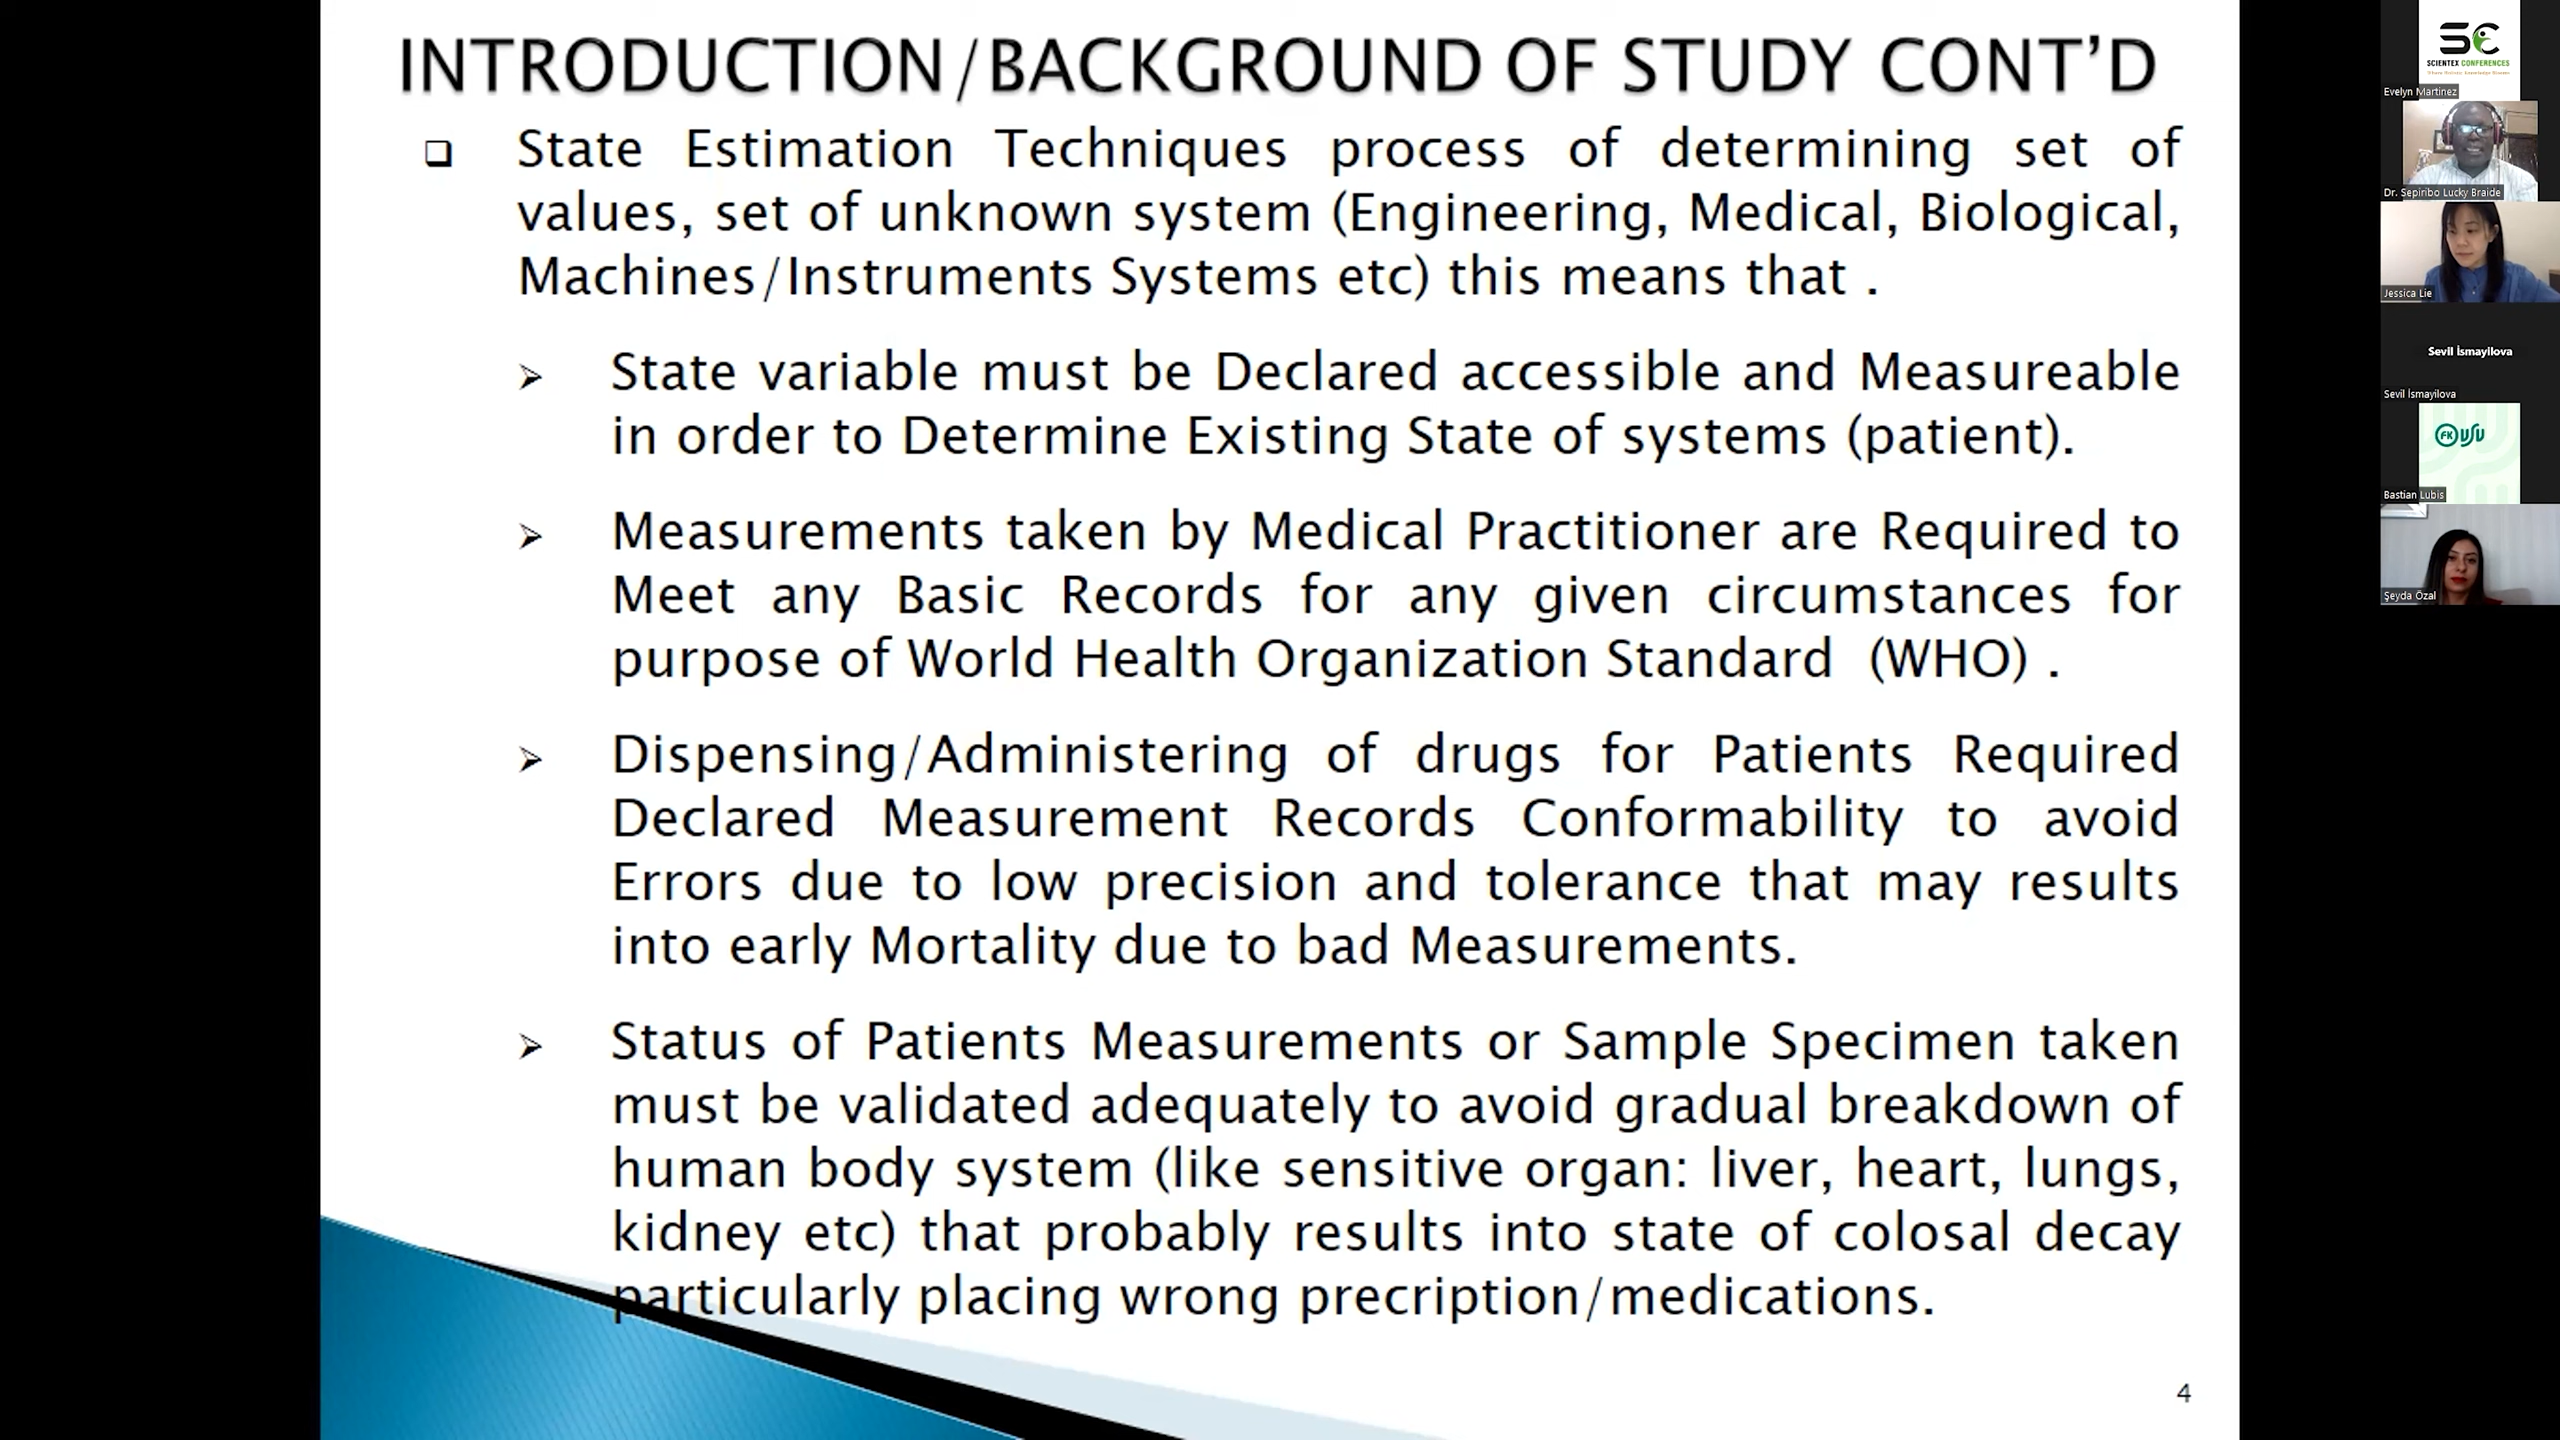 INTRODUCTION/BACKGROUND OF STUDY CONT’D
State Estimation Techniques process of determining set of
values, set of unknown system (Engineering, Medical, Biological,
Machines/Instruments Systems etc) this means that .
State variable must be Declared accessible and Measureable
in order to Determine Existing State of systems (patient).
Measurements taken by Medical Practitioner are Required to
Meet any Basic Records for any given circumstances for
purpose of World Health Organization Standard (WHO) .
Dispensing/Administering of drugs for Patients Required
Declared Measurement Records Conformability to avoid
Errors due to low precision and tolerance that may results
into early Mortality due to bad Measurements.
Status of Patients Measurements or Sample Specimen taken
must be validated adequately to avoid gradual breakdown of
human body system (like sensitive organ: liver, heart, lungs,
kidney etc) that probably results into state of colosal decay
particularly placing wrong precription/medications.
4
SC
SCIENTEX CONFERENCES
Evelyn Martinez
Dr. Sepiribo Lucky Braide
Jessica Lie
Sevil İsmayilova
Sevil İsmayilova
FK USU
Bastian Lubis
Şeyda Özal